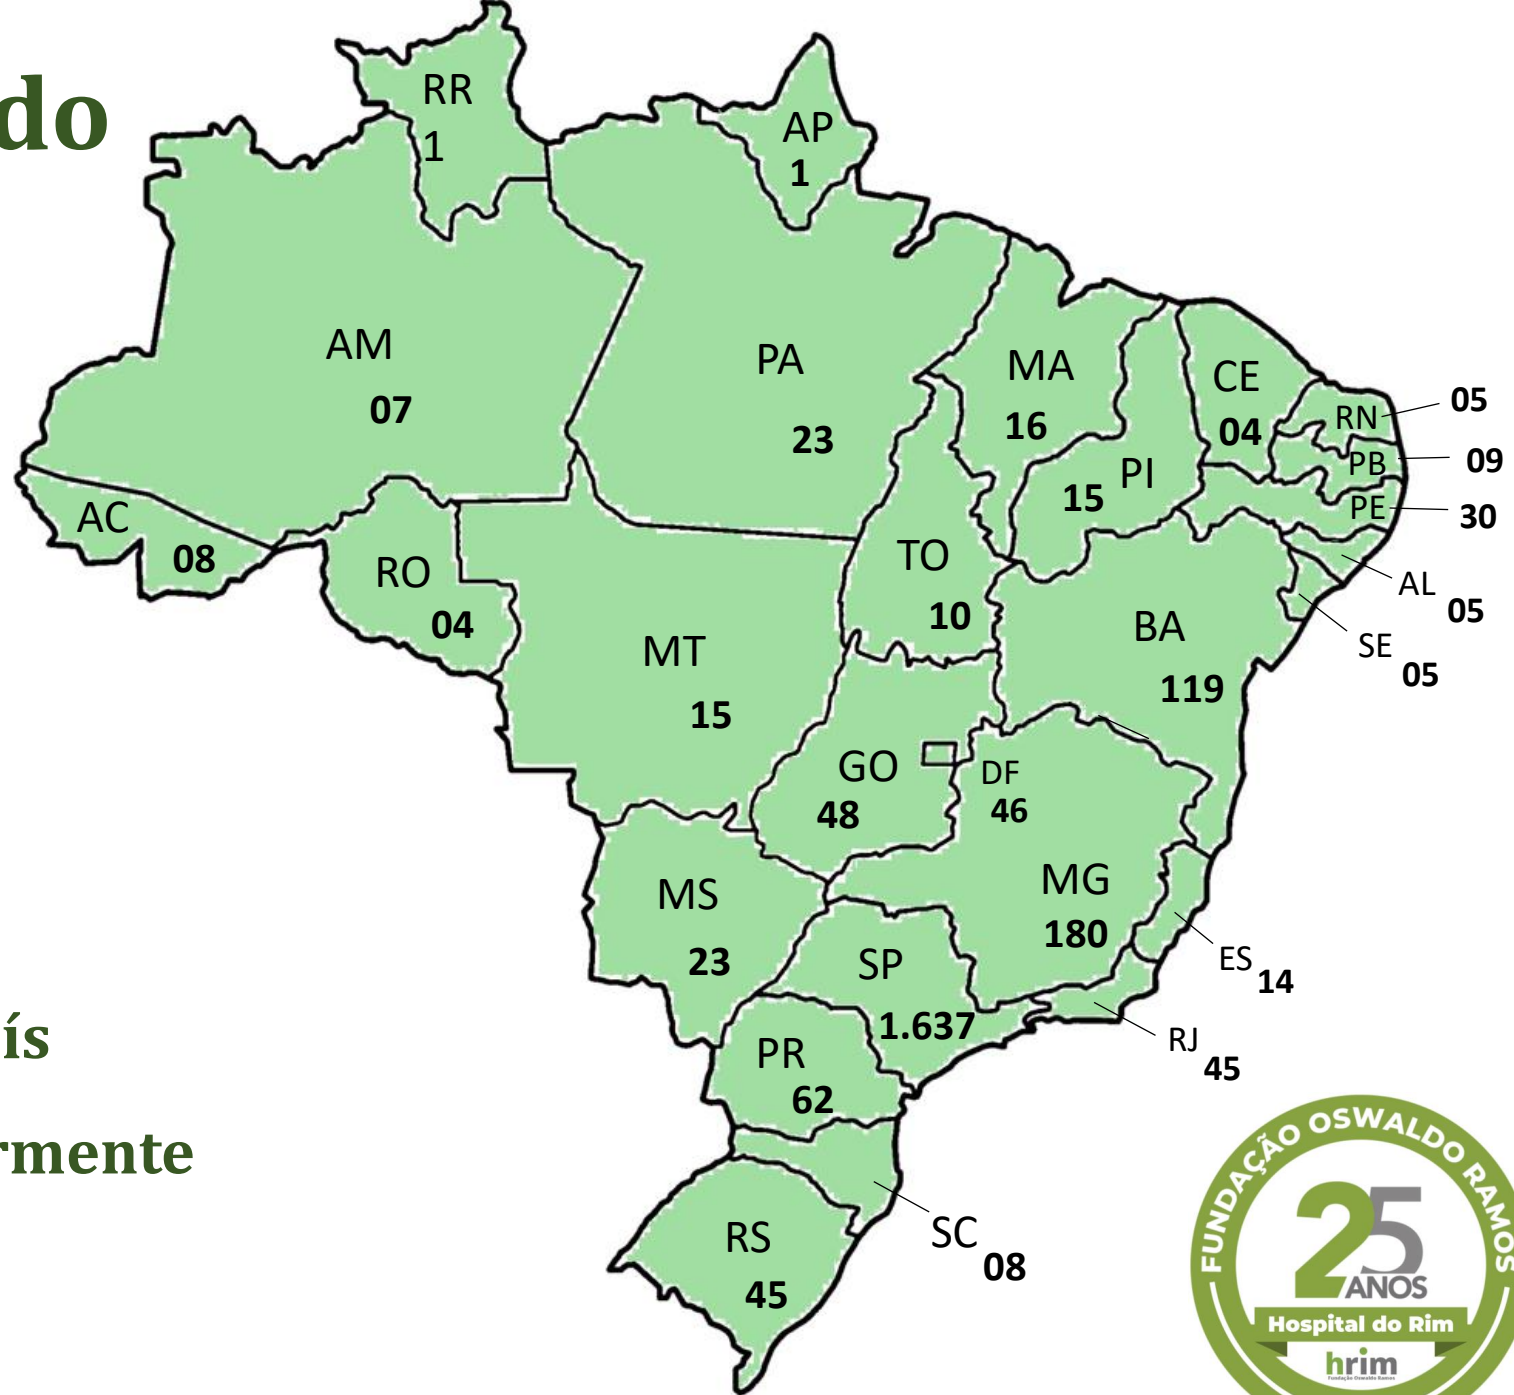 do
RR
1
AP
1
AM
07
PA
23
MA
16
CE
04
RN
05
PB
09
PE
30
PI
15
AC
08
RO
04
TO
10
AL
05
SE
05
MT
15
BA
119
GO
48
DF
46
MG
180
ES
14
MS
23
SP
1.637
RJ
45
PR
62
SC
08
RS
45
ís
rmente
FUNDAÇÃO OSWALDO RAMOS
25
ANOS
Hospital do Rim
hrim
Fundação Oswaldo Ramos